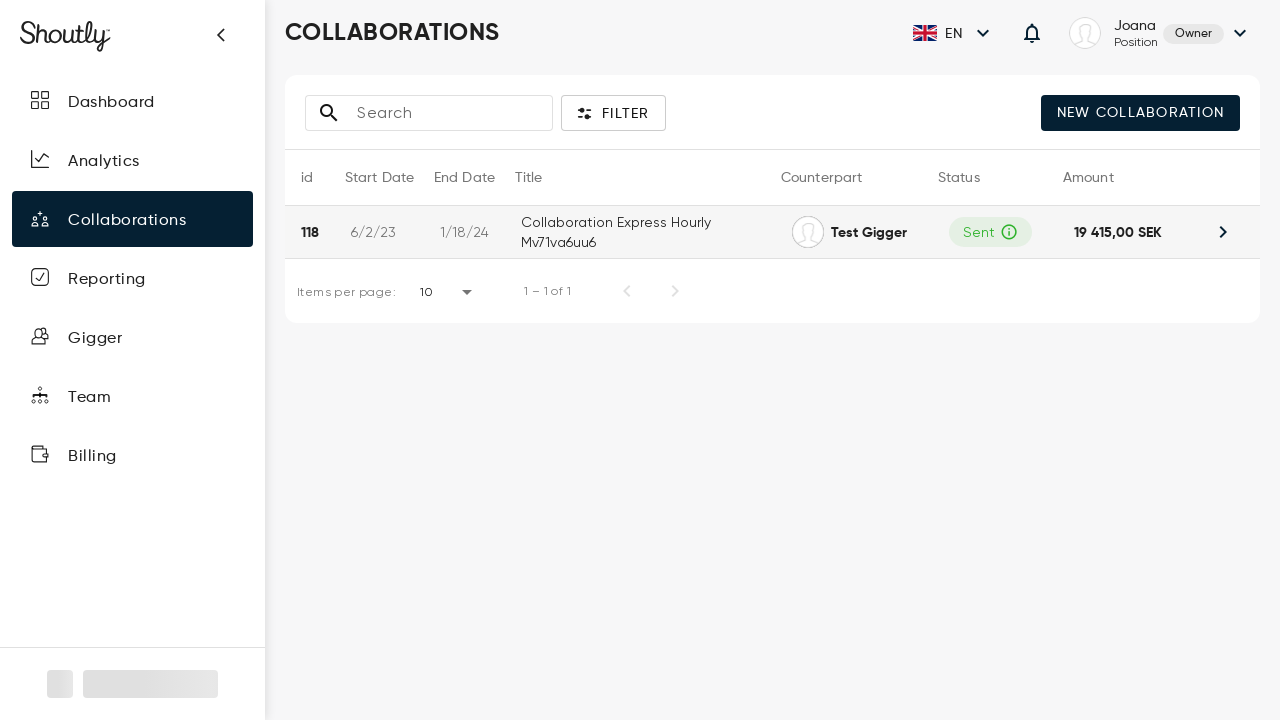 Shoutly
COLLABORATIONS
EN
Joana
Position
Owner
Dashboard
Analytics
Collaborations
Reporting
Gigger
Team
Billing
Search
FILTER
NEW COLLABORATION
id Start Date End Date Title Counterpart Status Amount
118 6/2/23 1/18/24 Collaboration Express Hourly
Mv71va6uu6
Test Gigger Sent 19 415,00 SEK
Items per page: 10 1 – 1 of 1